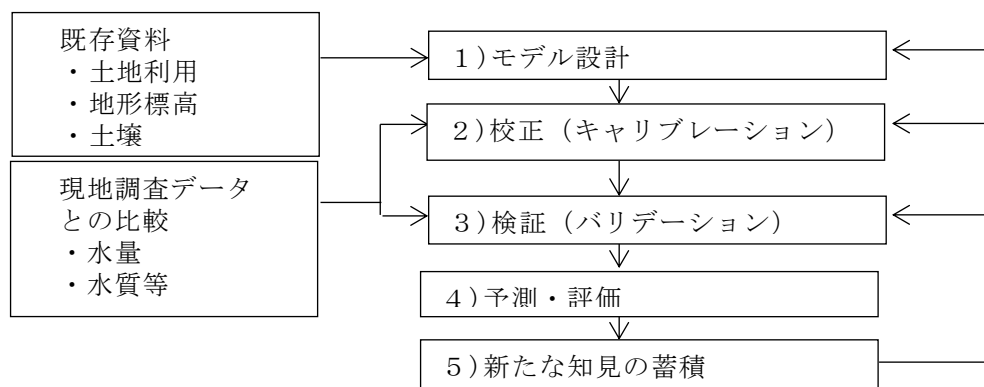 既存資料
・土地利用
・地形標高
・土壌
現地調査データ
との比較
・水量
・水質等
1)モデル設計
2)校正（キャリブレーション）
3)検証（バリデーション）
4)予測・評価
5)新たな知見の蓄積